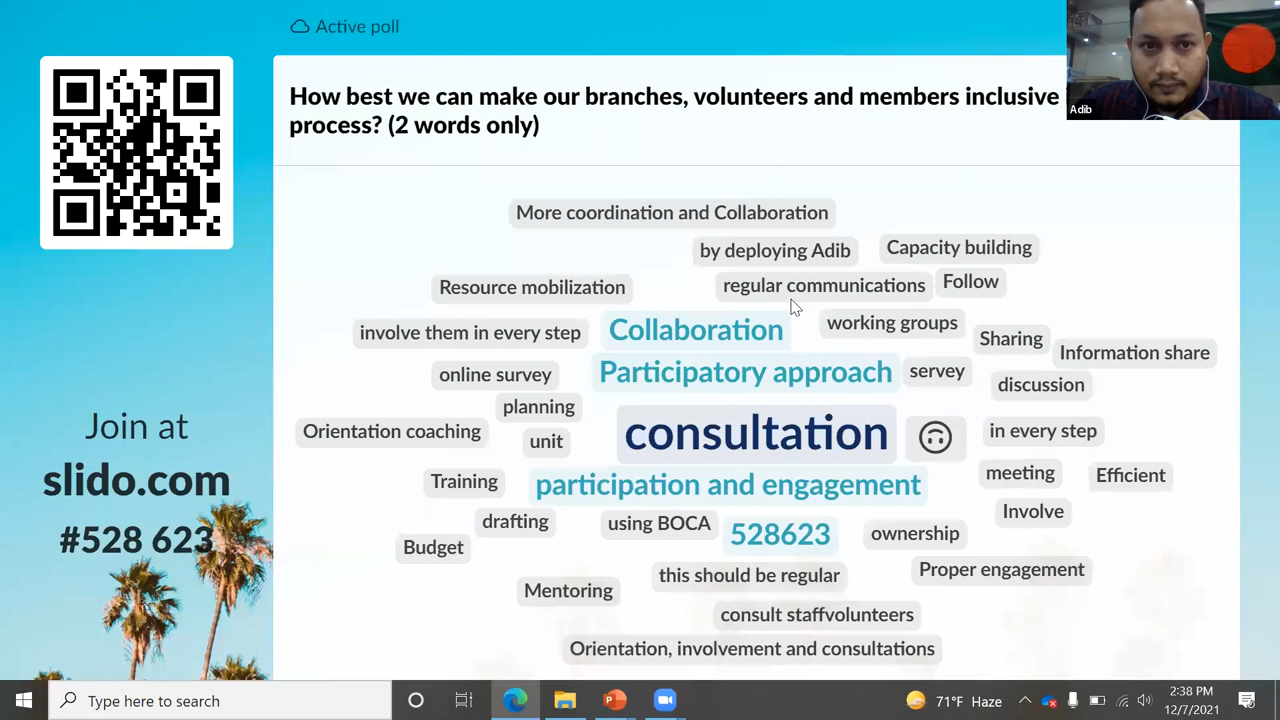 Active poll
Adib
How best we can make our branches, volunteers and members inclusive
process? (2 words only)
More coordination and Collaboration
by deploying Adib
Capacity building
Resource mobilization
regular communications
Follow
involve them in every step
Collaboration
working groups
Sharing
Information share
online survey
Participatory approach
servey
discussion
planning
Orientation coaching
unit
consultation
in every step
Training
participation and engagement
meeting
Efficient
drafting
using BOCA
528623
ownership
Involve
Budget
this should be regular
Proper engagement
Mentoring
consult staffvolunteers
Orientation, involvement and consultations
Join at
slido.com
#528 623
Type here to search
71°F Haze
2:38 PM
12/7/2021